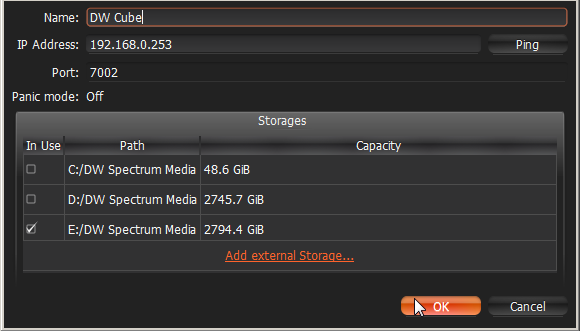 Name: DW Cube
IP Address: 192.168.0.253 Ping
Port: 7002
Panic mode: Off
Storages
In Use Path Capacity
C:/DW Spectrum Media 48.6 GiB
D:/DW Spectrum Media 2745.7 GiB
E:/DW Spectrum Media 2794.4 GiB
Add external Storage...
OK Cancel